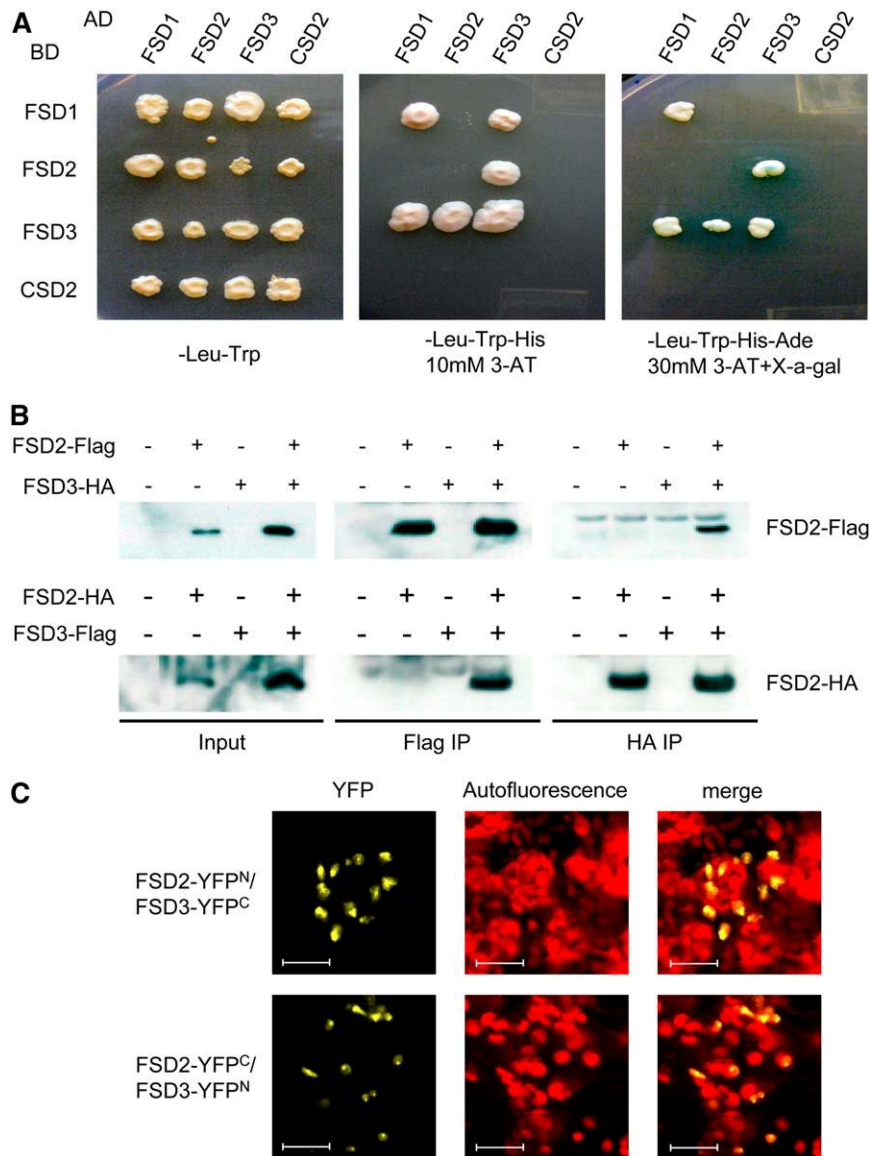 A
AD
FSD1 FSD2 FSD3 CSD2 FSD1 FSD2 FSD3 CSD2 FSD1 FSD2 FSD3 CSD2
BD
FSD1
FSD2
FSD3
CSD2
-Leu-Trp
-Leu-Trp-His
10mM 3-AT
-Leu-Trp-His-Ade
30mM 3-AT+X-a-gal
B
FSD2-Flag - + - + - + - + - + - +
FSD3-HA - - + + - - + + - - + +
FSD2-Flag
FSD2-HA - + - + - + - + - + - +
FSD3-Flag - - + + - - + + - - + +
FSD2-HA
Input Flag IP HA IP
C
YFP Autofluorescence merge
FSD2-YFPᴺ/
FSD3-YFPᶜ
FSD2-YFPᶜ/
FSD3-YFPᴺ